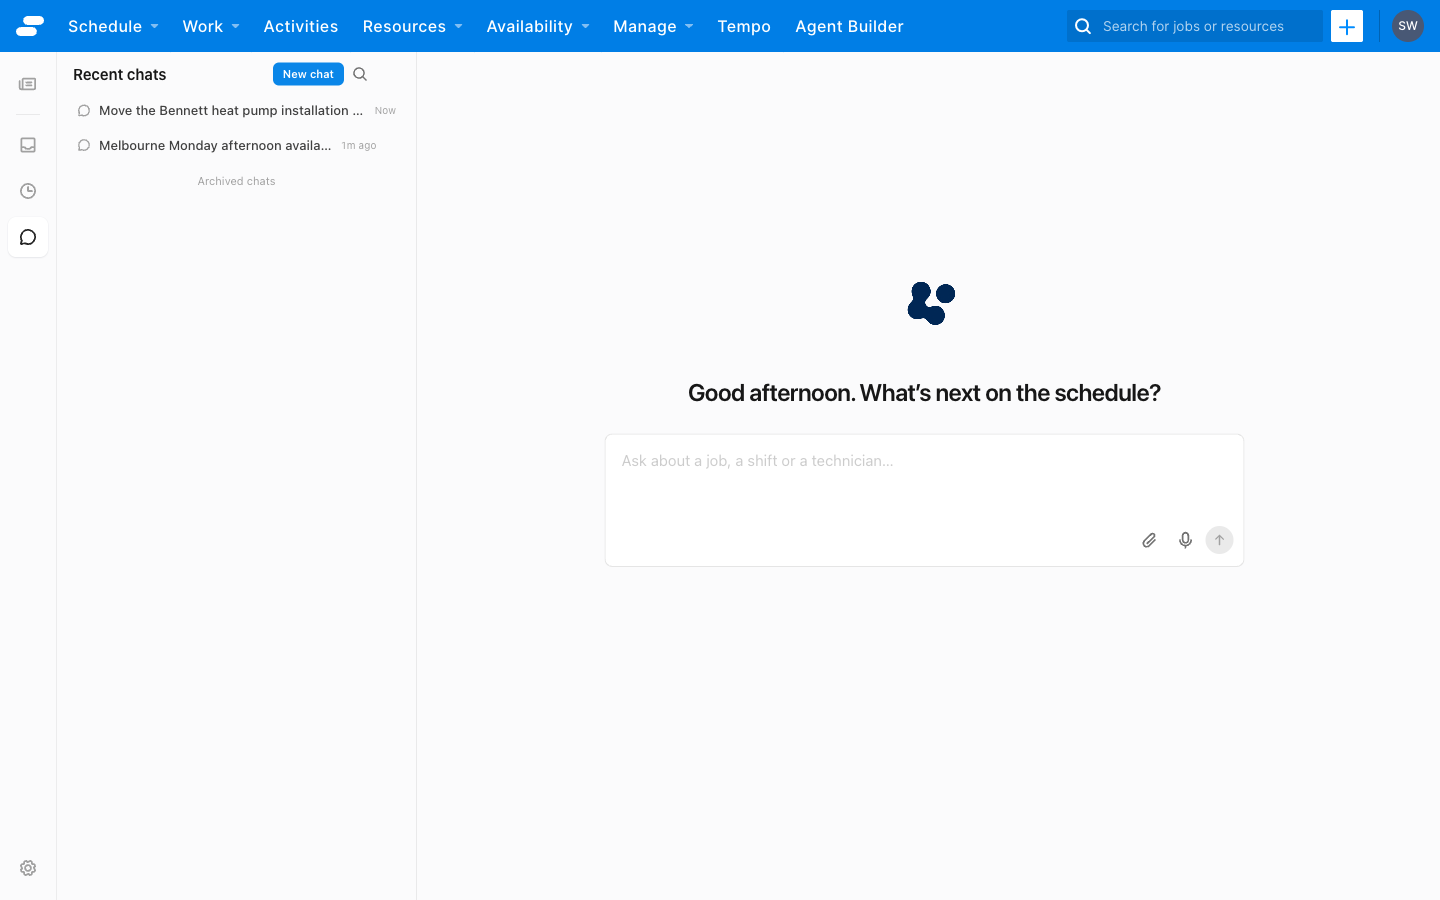 Schedule Work Activities Resources Availability Manage Tempo Agent Builder Search for jobs or resources SW
Recent chats New chat
Move the Bennett heat pump installation ... Now
Melbourne Monday afternoon availa... 1m ago
Archived chats
Good afternoon. What's next on the schedule?
Ask about a job, a shift or a technician...